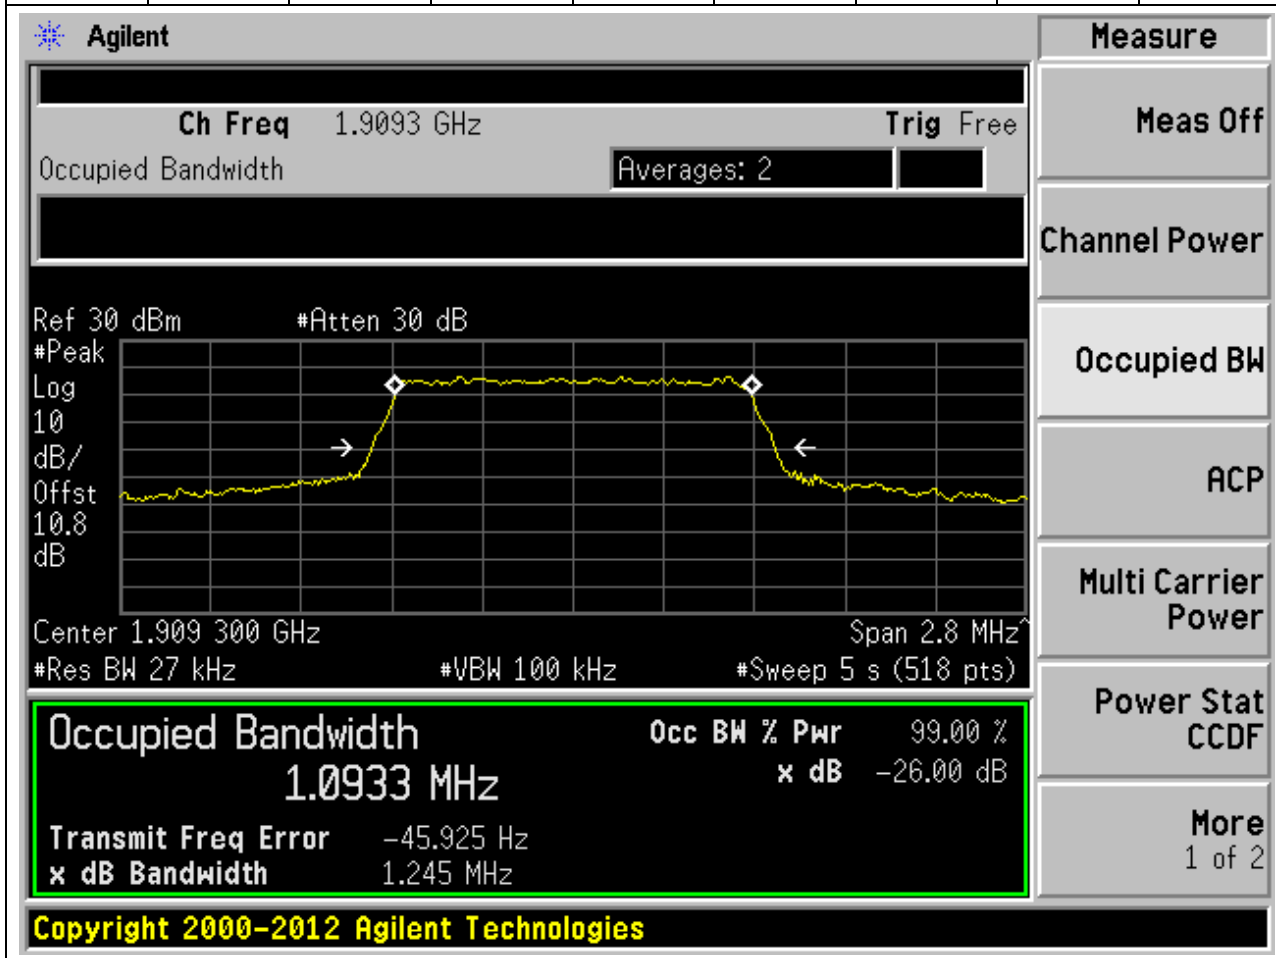 Agilent
Measure
Ch Freq 1.9093 GHz Trig Free
Occupied Bandwidth Averages: 2
Meas Off
Channel Power
Occupied BW
ACP
Multi Carrier
Power
Power Stat
CCDF
More
1 of 2
Ref 30 dBm #Atten 30 dB
#Peak
Log
10
dB/
Offst
10.8
dB
Center 1.909 300 GHz Span 2.8 MHz^
#Res BW 27 kHz #VBW 100 kHz #Sweep 5 s (518 pts)
Occupied Bandwidth Occ BW % Pwr 99.00 %
1.0933 MHz x dB -26.00 dB
Transmit Freq Error -45.925 Hz
x dB Bandwidth 1.245 MHz
Copyright 2000-2012 Agilent Technologies